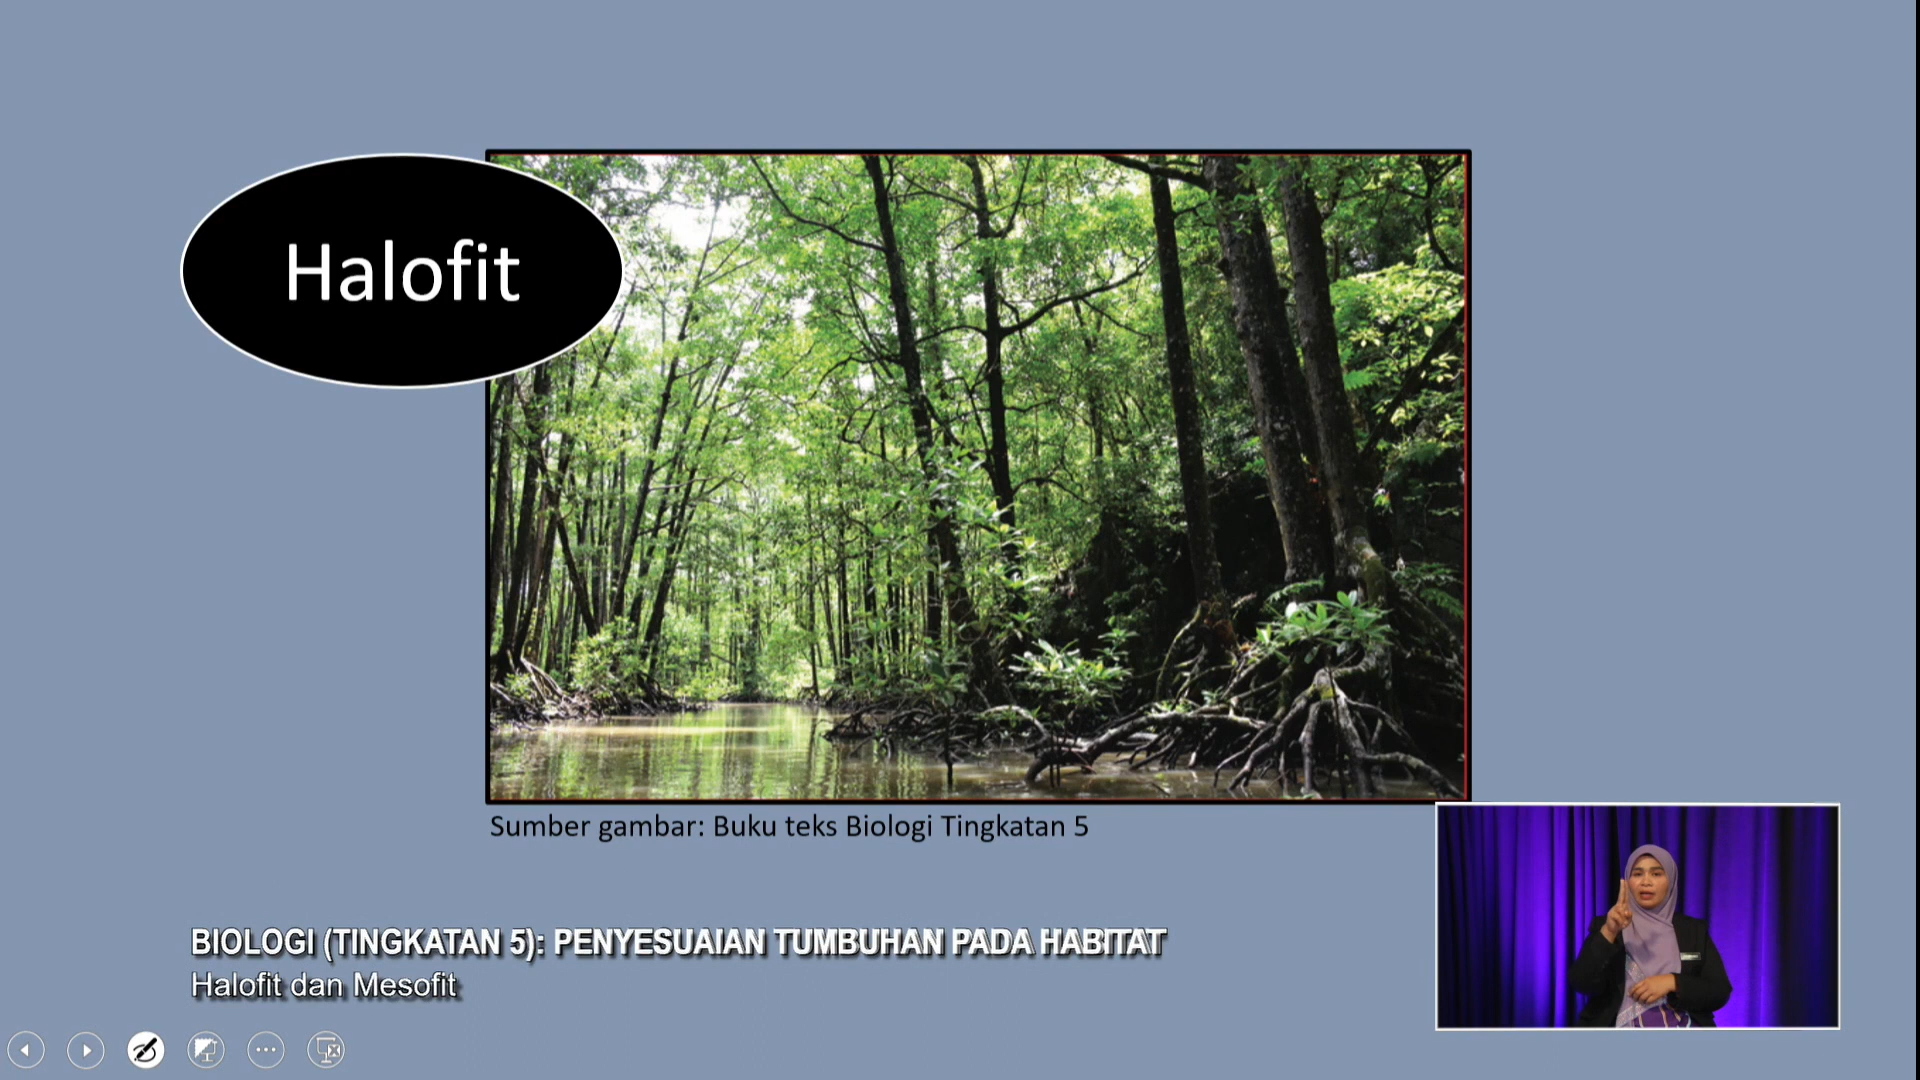 Halofit
Sumber gambar: Buku teks Biologi Tingkatan 5
BIOLOGI (TINGKATAN 5): PENYESUAIAN TUMBUHAN PADA HABITAT
Halofit dan Mesofit